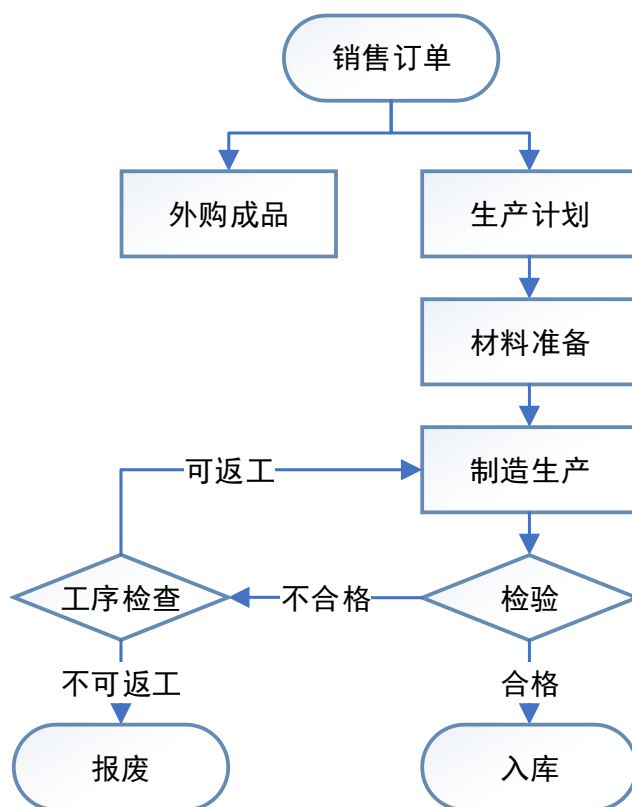 销售订单
外购成品
生产计划
材料准备
可返工
制造生产
工序检查
不合格
检验
不可返工
合格
报废
入库